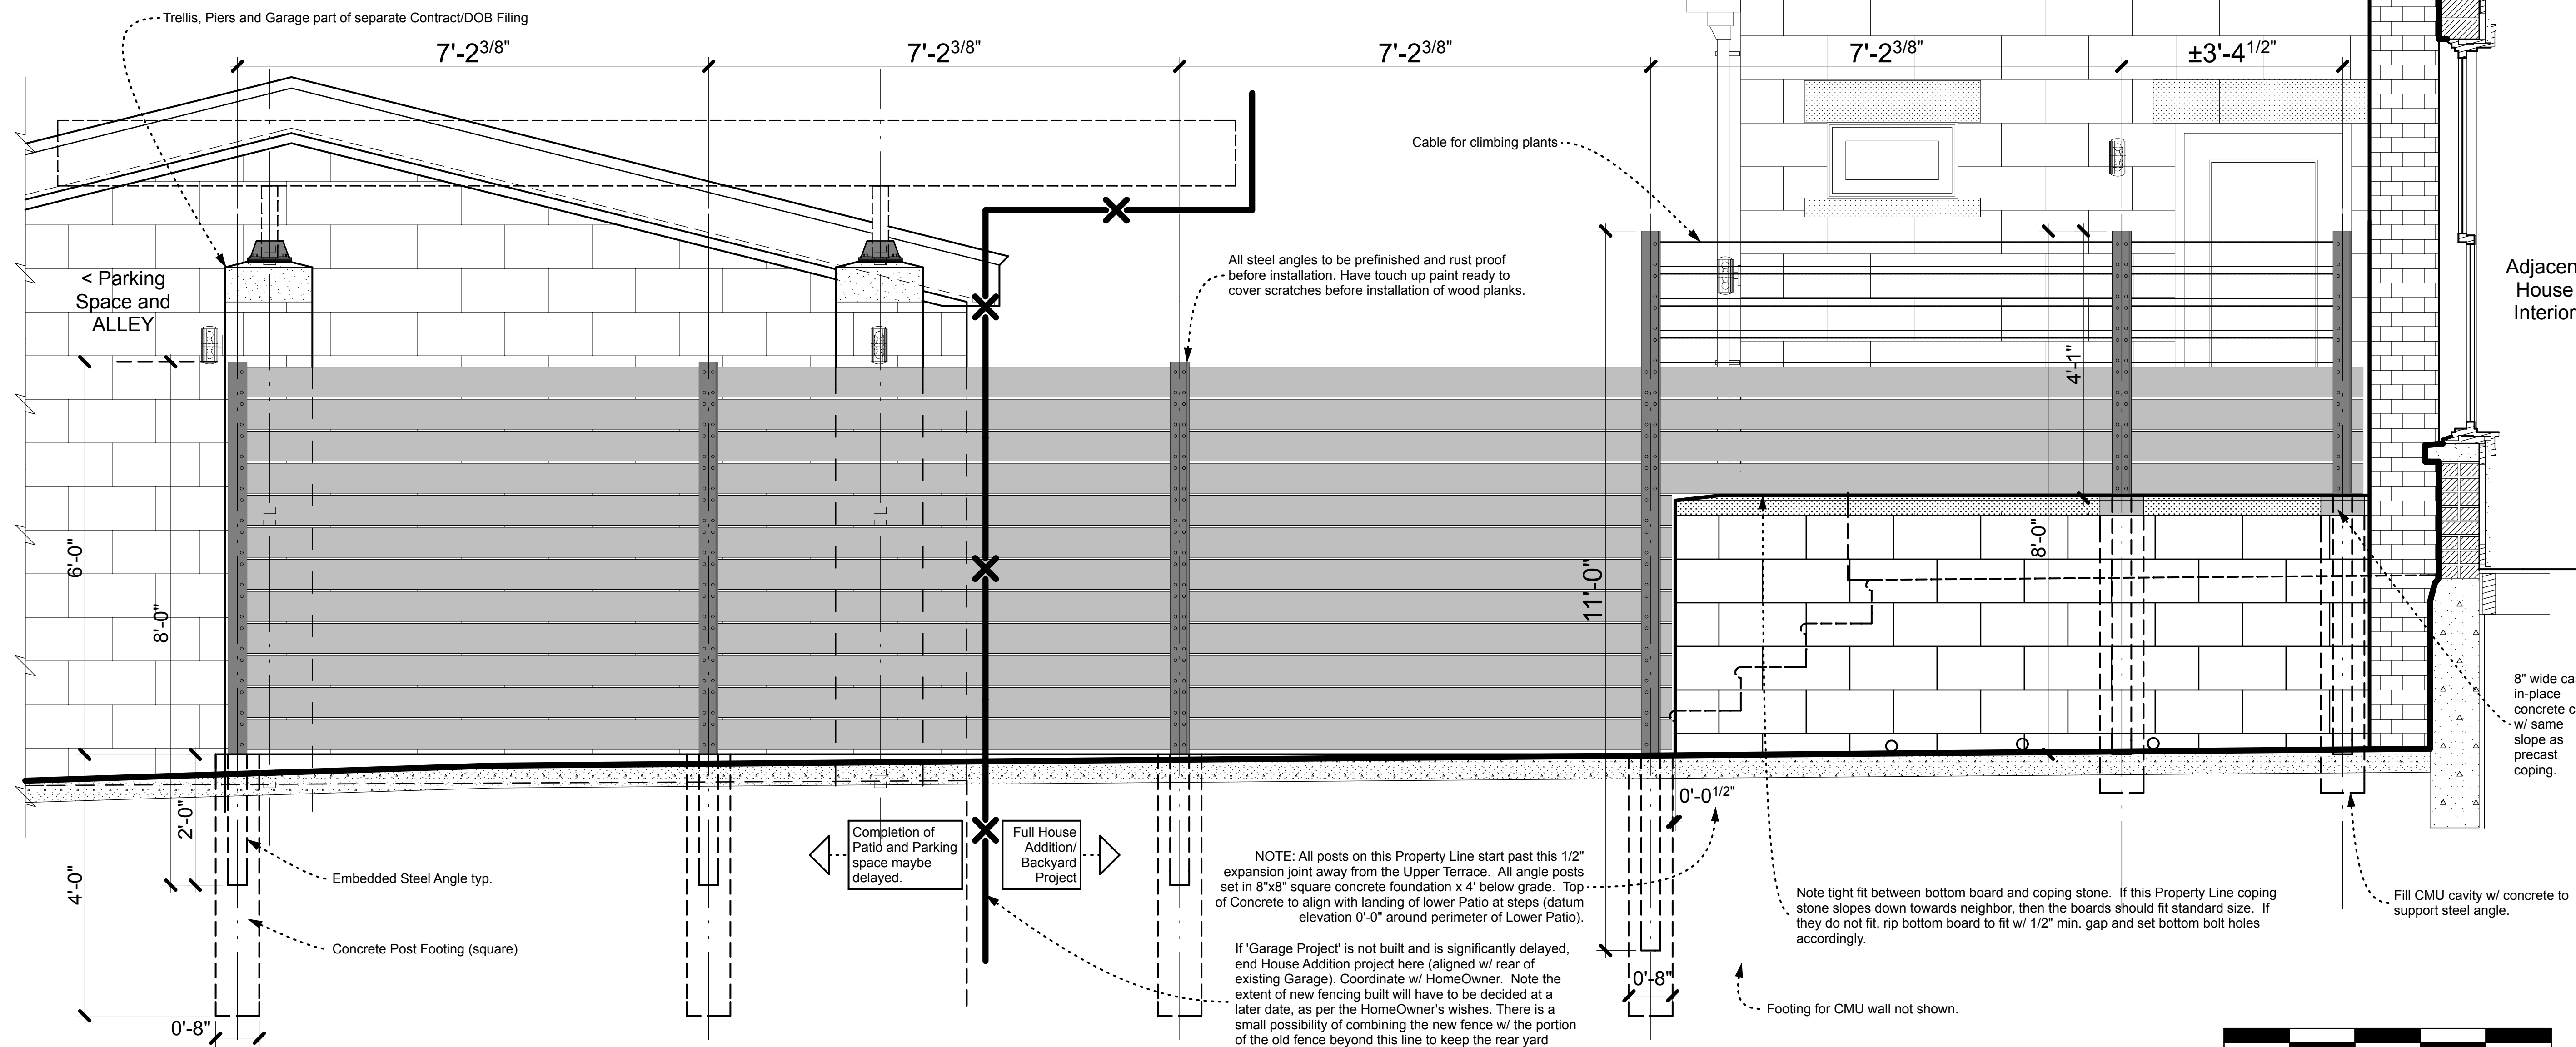 Trellis, Piers and Garage part of separate Contract/DOB Filing
7'-2 3/8"
7'-2 3/8"
7'-2 3/8"
7'-2 3/8"
±3'-4 1/2"
Cable for climbing plants
< Parking
Space and
ALLEY
All steel angles to be prefinished and rust proof
before installation. Have touch up paint ready to
cover scratches before installation of wood planks.
Adjacen
House
Interior
4'-1"
6'-0"
8'-0"
11'-0"
8'-0"
8" wide cas
in-place
concrete c
w/ same
slope as
precast
coping.
2'-0"
4'-0"
0'-0 1/2"
Completion of
Patio and Parking
space maybe
delayed.
Full House
Addition/
Backyard
Project
Embedded Steel Angle typ.
Concrete Post Footing (square)
0'-8"
NOTE: All posts on this Property Line start past this 1/2"
expansion joint away from the Upper Terrace. All angle posts
set in 8"x8" square concrete foundation x 4' below grade. Top
of Concrete to align with landing of lower Patio at steps (datum
elevation 0'-0" around perimeter of Lower Patio).
If 'Garage Project' is not built and is significantly delayed,
end House Addition project here (aligned w/ rear of
existing Garage). Coordinate w/ HomeOwner. Note the
extent of new fencing built will have to be decided at a
later date, as per the HomeOwner's wishes. There is a
small possibility of combining the new fence w/ the portion
of the old fence beyond this line to keep the rear yard
0'-8"
Note tight fit between bottom board and coping stone. If this Property Line coping
stone slopes down towards neighbor, then the boards should fit standard size. If
they do not fit, rip bottom board to fit w/ 1/2" min. gap and set bottom bolt holes
accordingly.
Fill CMU cavity w/ concrete to
support steel angle.
Footing for CMU wall not shown.